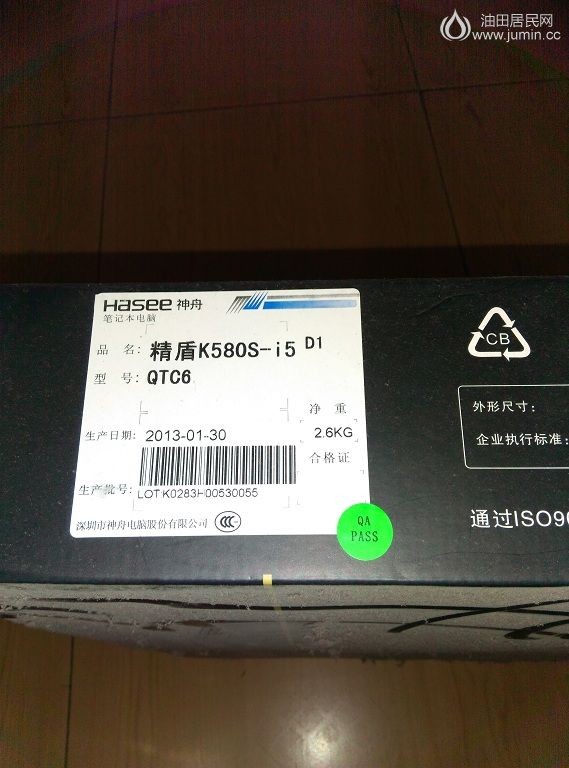 油田居民网
www.jumin.cc
Hasee 神舟
笔记本电脑
品 名: 精盾K580S-i5 D1
型 号: QTC6
净 重
生产日期: 2013-01-30
2.6KG
合格证
生产批号:
LOT:K0283H00530055
深圳市神舟电脑股份有限公司
CCC
QA
PASS
CB
外形尺寸:
企业执行标准:
通过ISO90